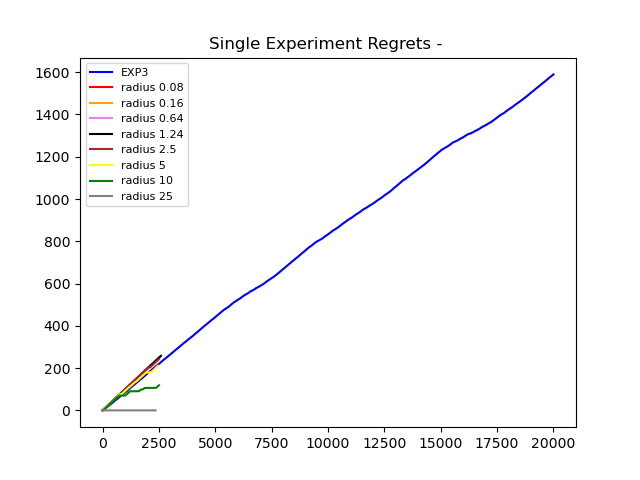 Single Experiment Regrets -
1600
1400
1200
1000
800
600
400
200
0
EXP3
radius 0.08
radius 0.16
radius 0.64
radius 1.24
radius 2.5
radius 5
radius 10
radius 25
0 2500 5000 7500 10000 12500 15000 17500 20000